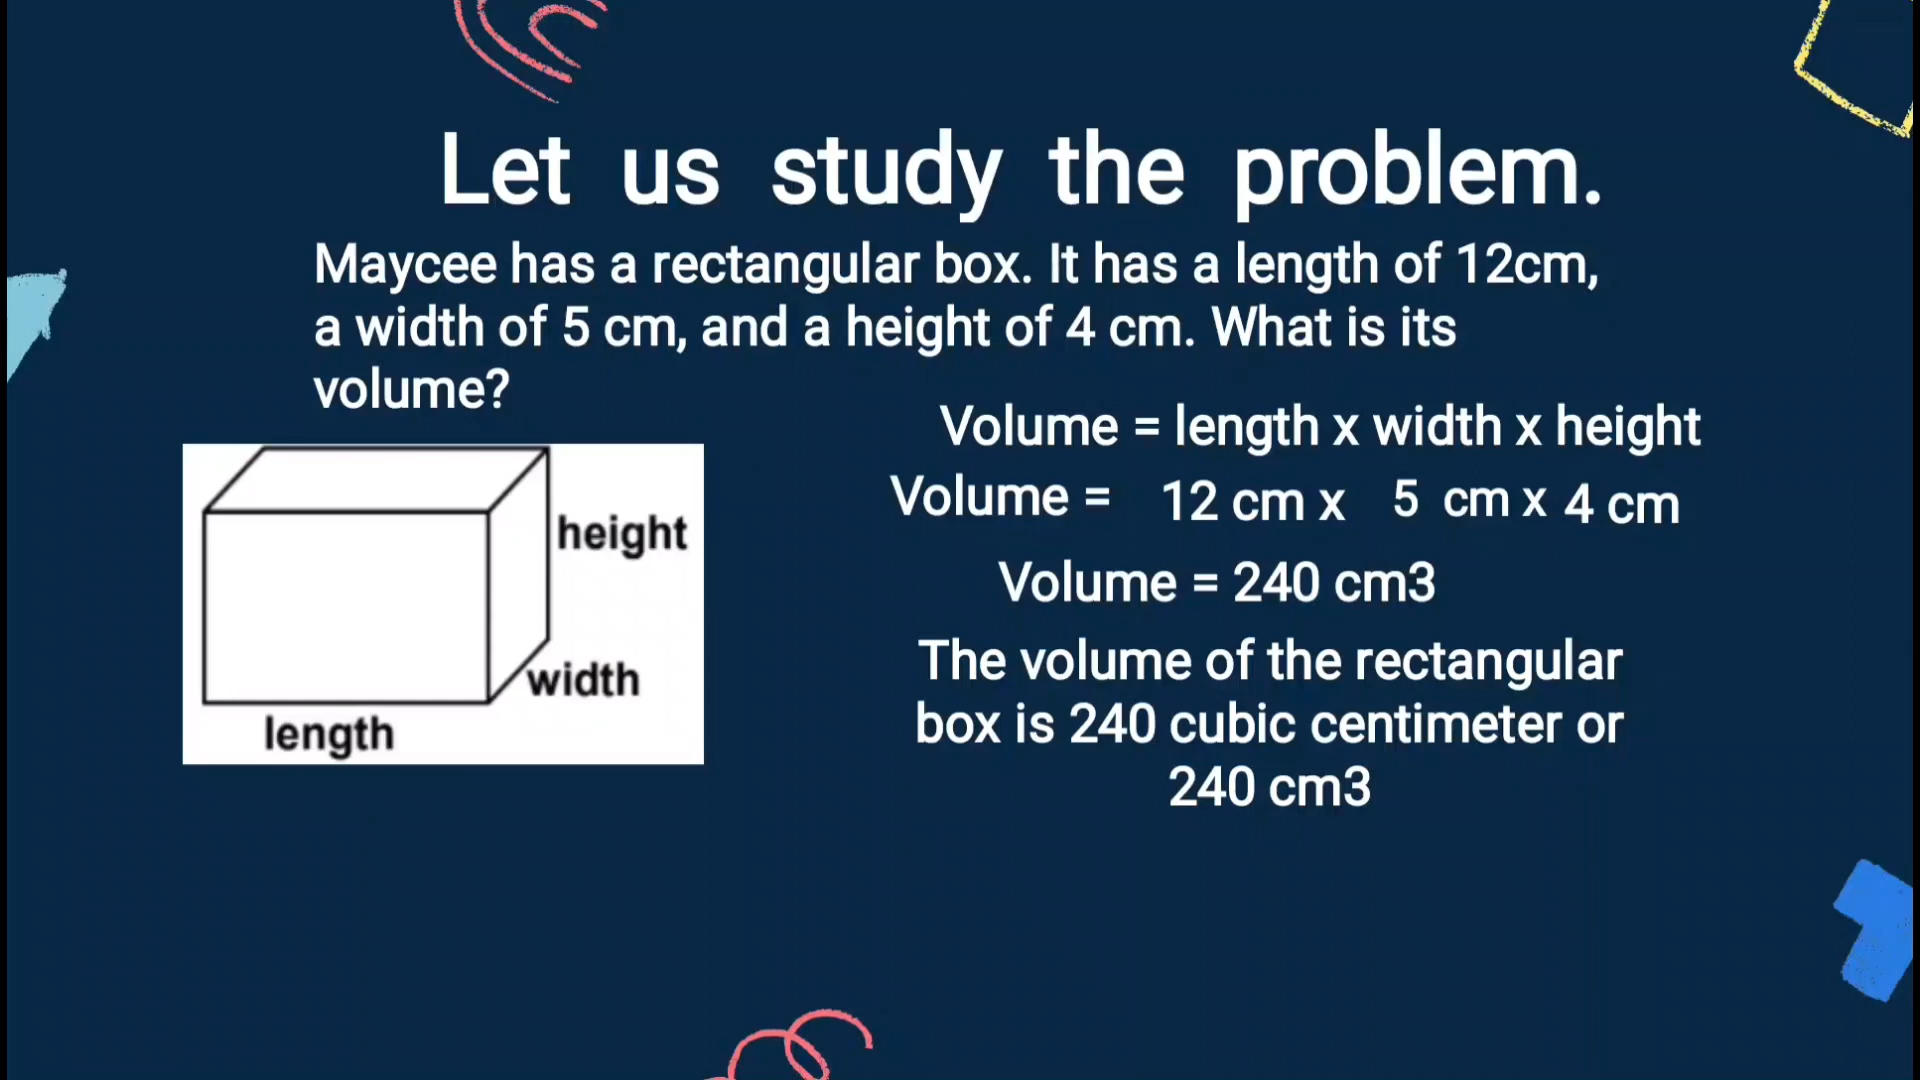 Let us study the problem.
Maycee has a rectangular box. It has a length of 12cm,
a width of 5 cm, and a height of 4 cm. What is its
volume?
height
width
length
Volume = length x width x height
Volume = 12 cm x 5 cm x 4 cm
Volume = 240 cm3
The volume of the rectangular
box is 240 cubic centimeter or
240 cm3